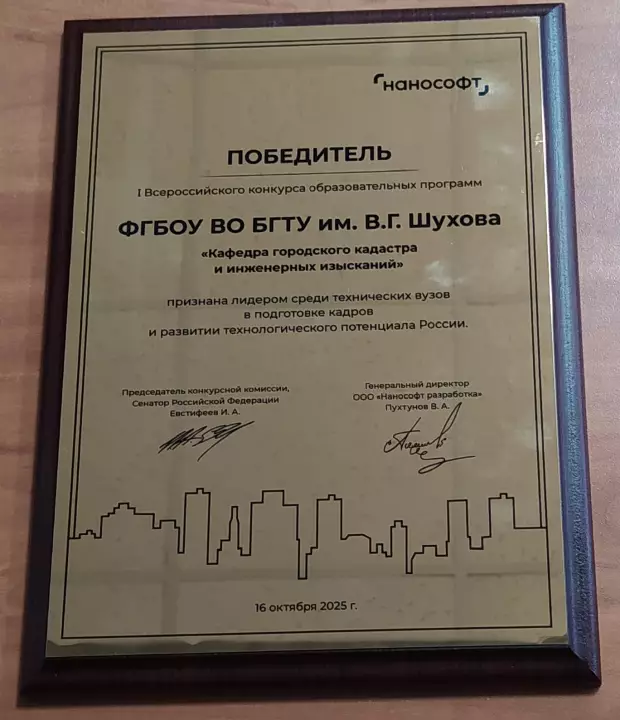 нанософт
ПОБЕДИТЕЛЬ
I Всероссийского конкурса образовательных программ
ФГБОУ ВО БГТУ им. В.Г. Шухова
«Кафедра городского кадастра
и инженерных изысканий»
признана лидером среди технических вузов
в подготовке кадров
и развитии технологического потенциала России.
Председатель конкурсной комиссии,
Сенатор Российской Федерации
Евстифеев И. А.
Генеральный директор
ООО «Нанософт разработка»
Пухтунов В. А.
16 октября 2025 г.